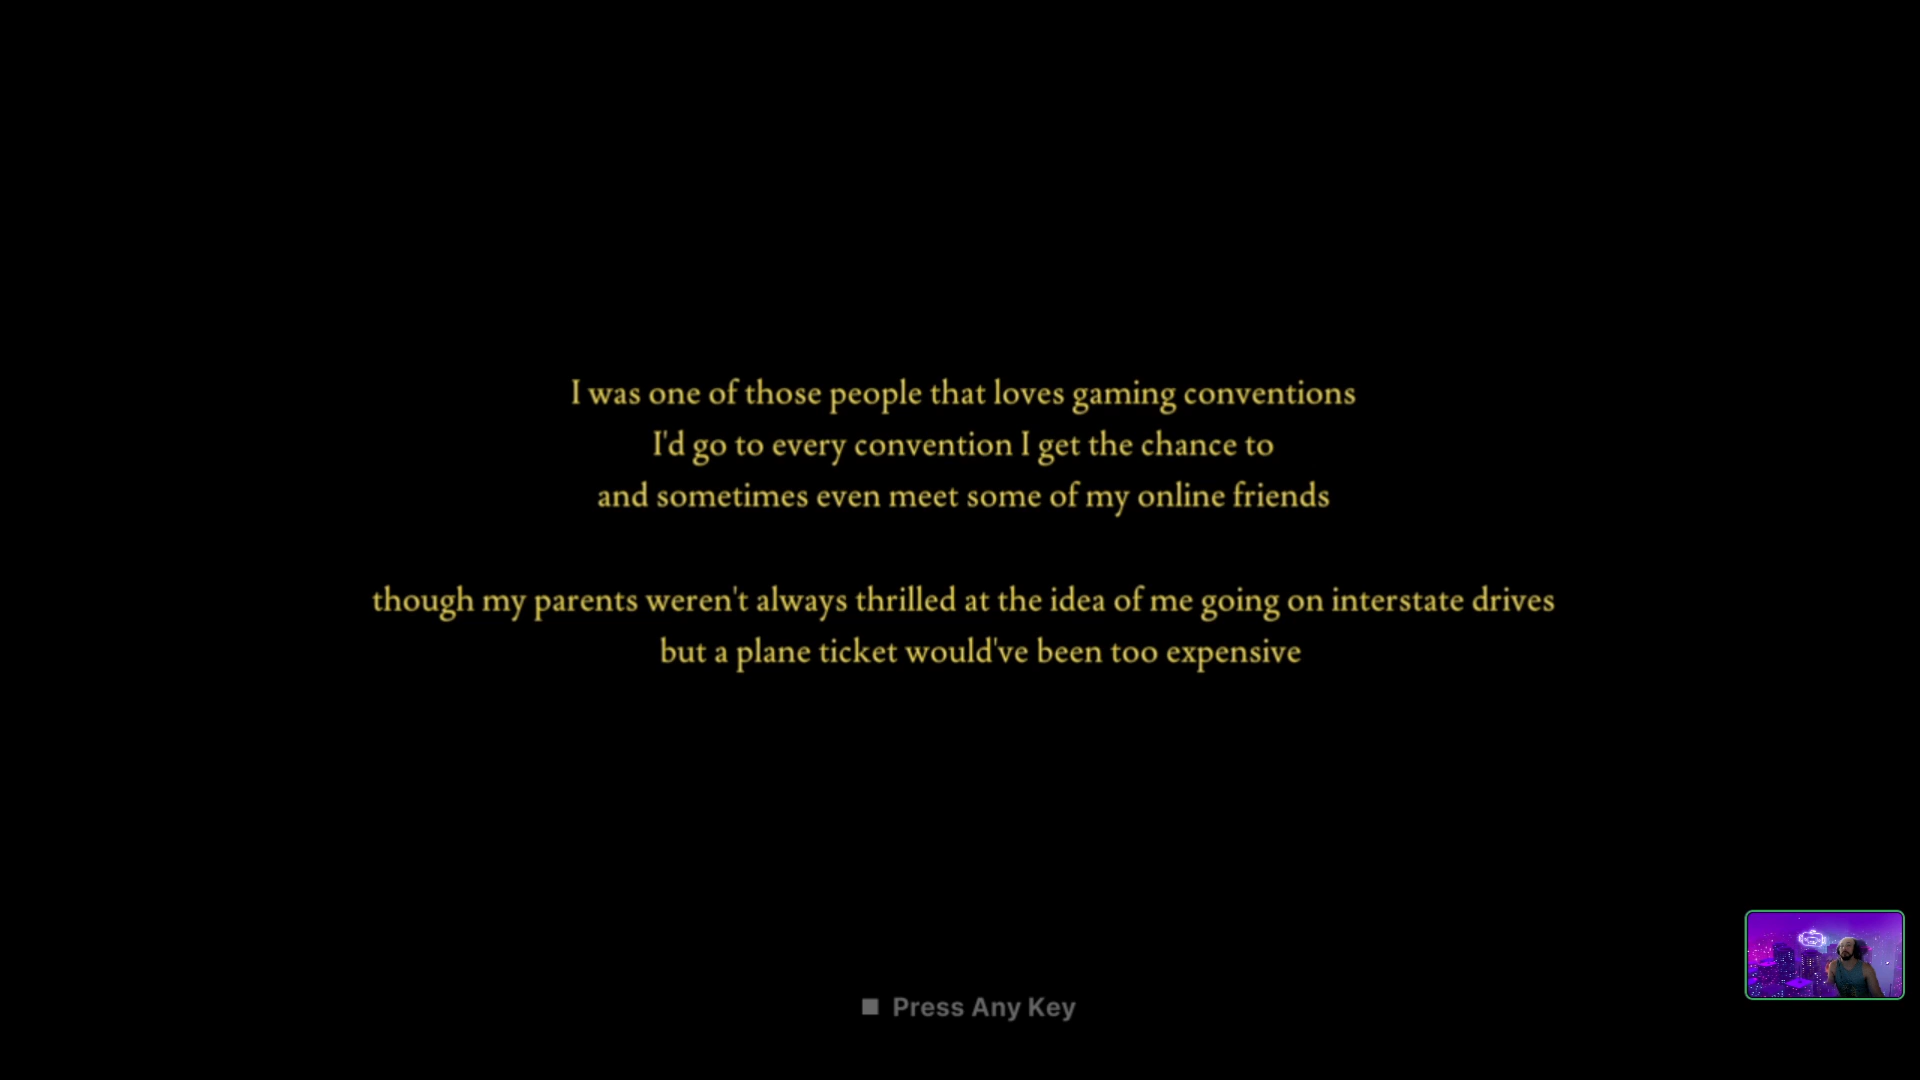 I was one of those people that loves gaming conventions
I'd go to every convention I get the chance to
and sometimes even meet some of my online friends
though my parents weren't always thrilled at the idea of me going on interstate drives
but a plane ticket would've been too expensive
Press Any Key